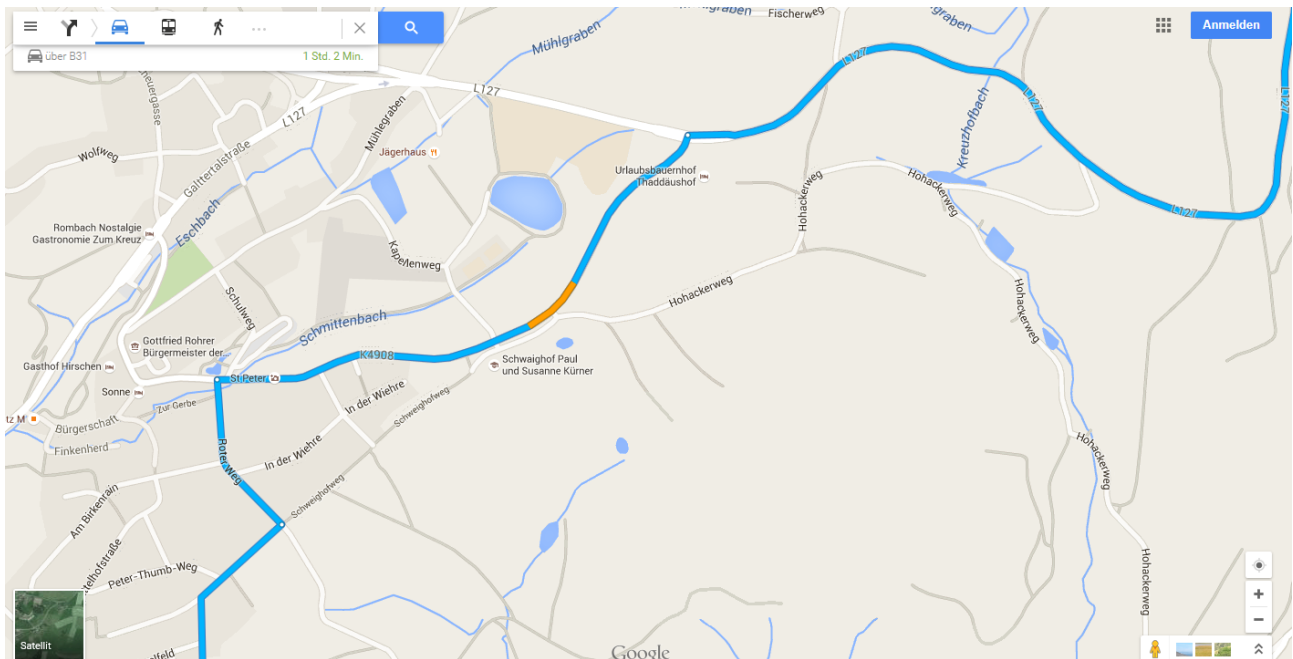 über B31
1 Std. 2 Min.
Anmelden
Fischerweg
Mühlgraben
L127
L127
L127
L127
L127
L127
Wolfweg
Galttertalstraße
Mühlegraben
Jägerhaus
Kreuzhofbach
Urlaubsbauernhof
Thaddäushof
Hohackerweg
Hohackerweg
Rombach Nostalgie
Gastronomie Zum Kreuz
Eschbach
Kapellenweg
Schulweg
Hohackerweg
Hohackerweg
Schmittenbach
Gottfried Rohrer
Bürgermeister der...
K4908
Schwaighof Paul
und Susanne Kürner
Gasthof Hirschen
St Peter
Sonne
Zur Gerbe
In der Wiehre
Schweighofweg
tz M
Bürgerschaft
Finkenherd
Roter Weg
In der Wiehre
Hohackerweg
Schweighofweg
Am Birkenrain
Peter-Thumb-Weg
Hohackerweg
Satellit
Google